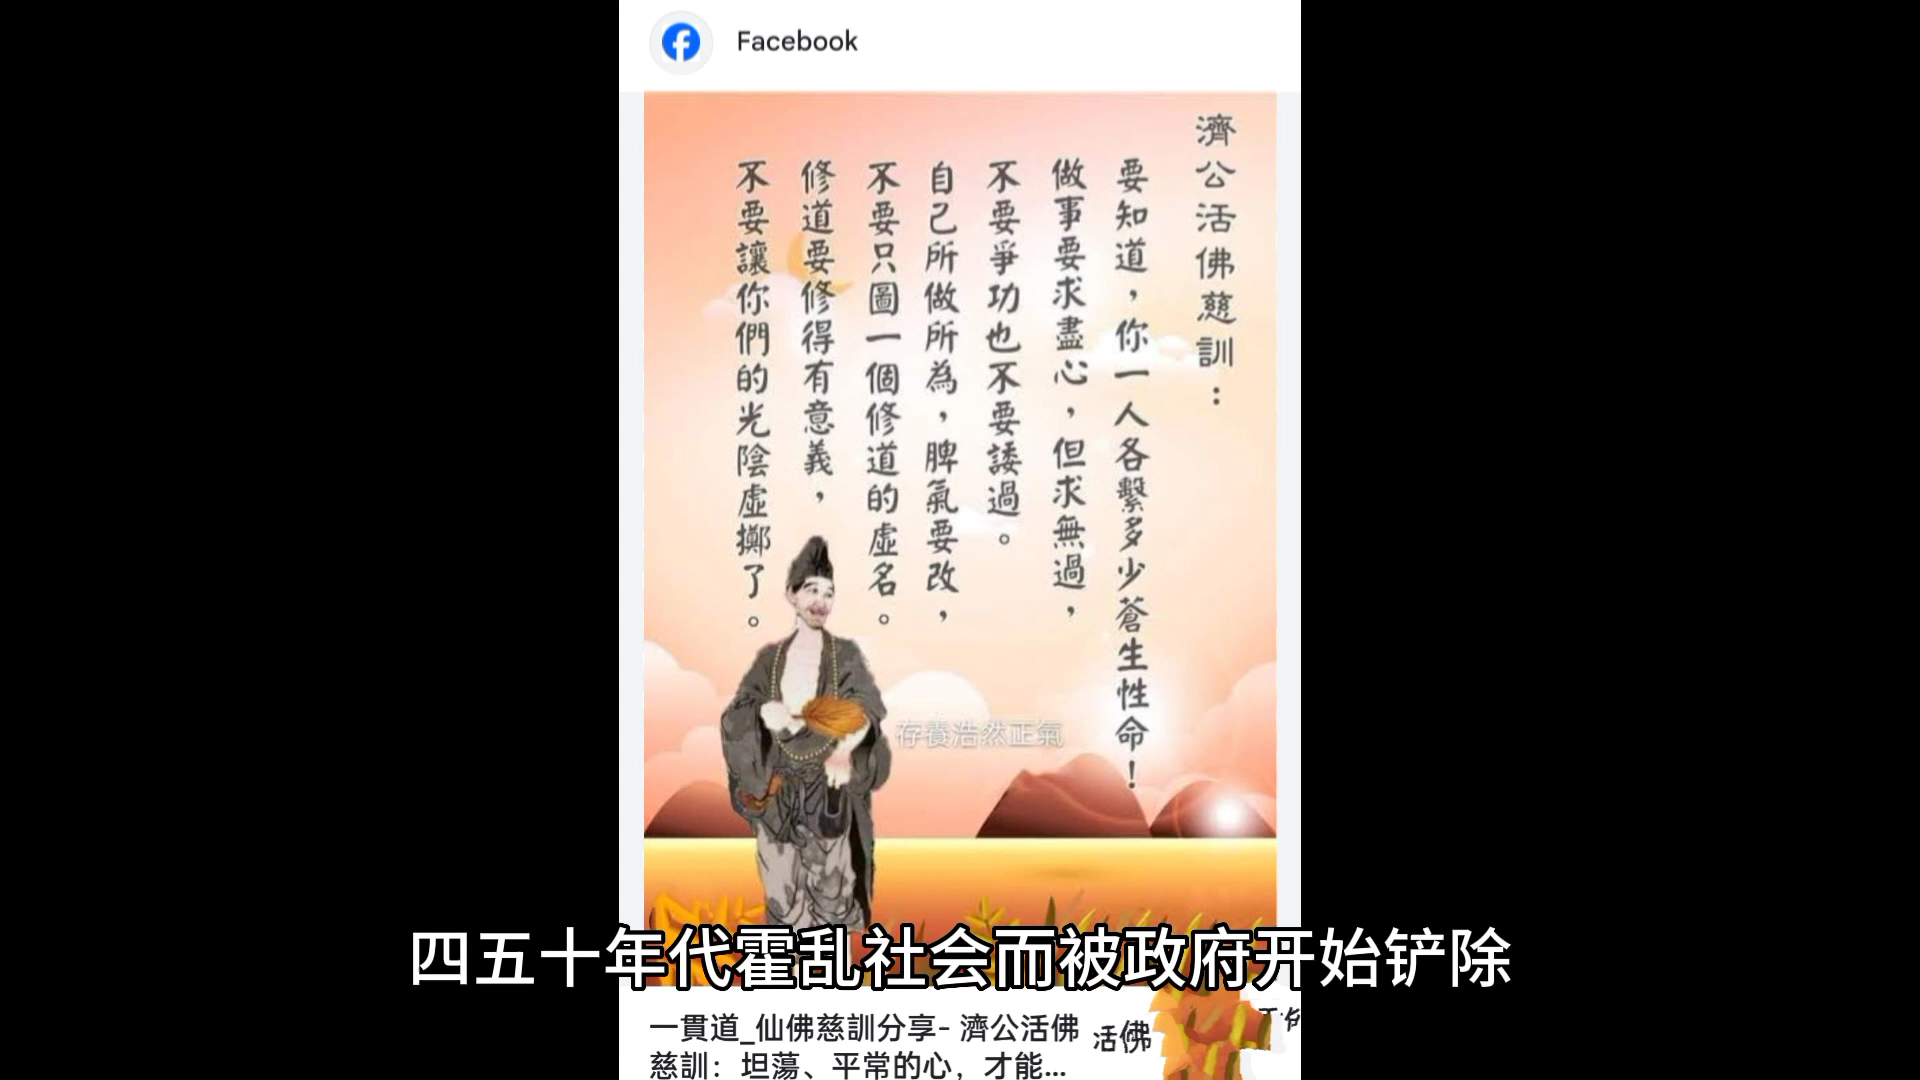 Facebook
濟公活佛慈訓：
要知道，你一人各繫多少蒼生性命！
做事要求盡心，但求無過，
不要爭功也不要諉過。
自己所做所為，脾氣要改，
不要只圖一個修道的虛名。
修道要修得有意義，
不要讓你們的光陰虛擲了。
存養浩然正氣
四五十年代霍乱社会而被政府开始铲除
一貫道_仙佛慈訓分享- 濟公活佛
慈訓：坦蕩、平常的心，才能...
活佛